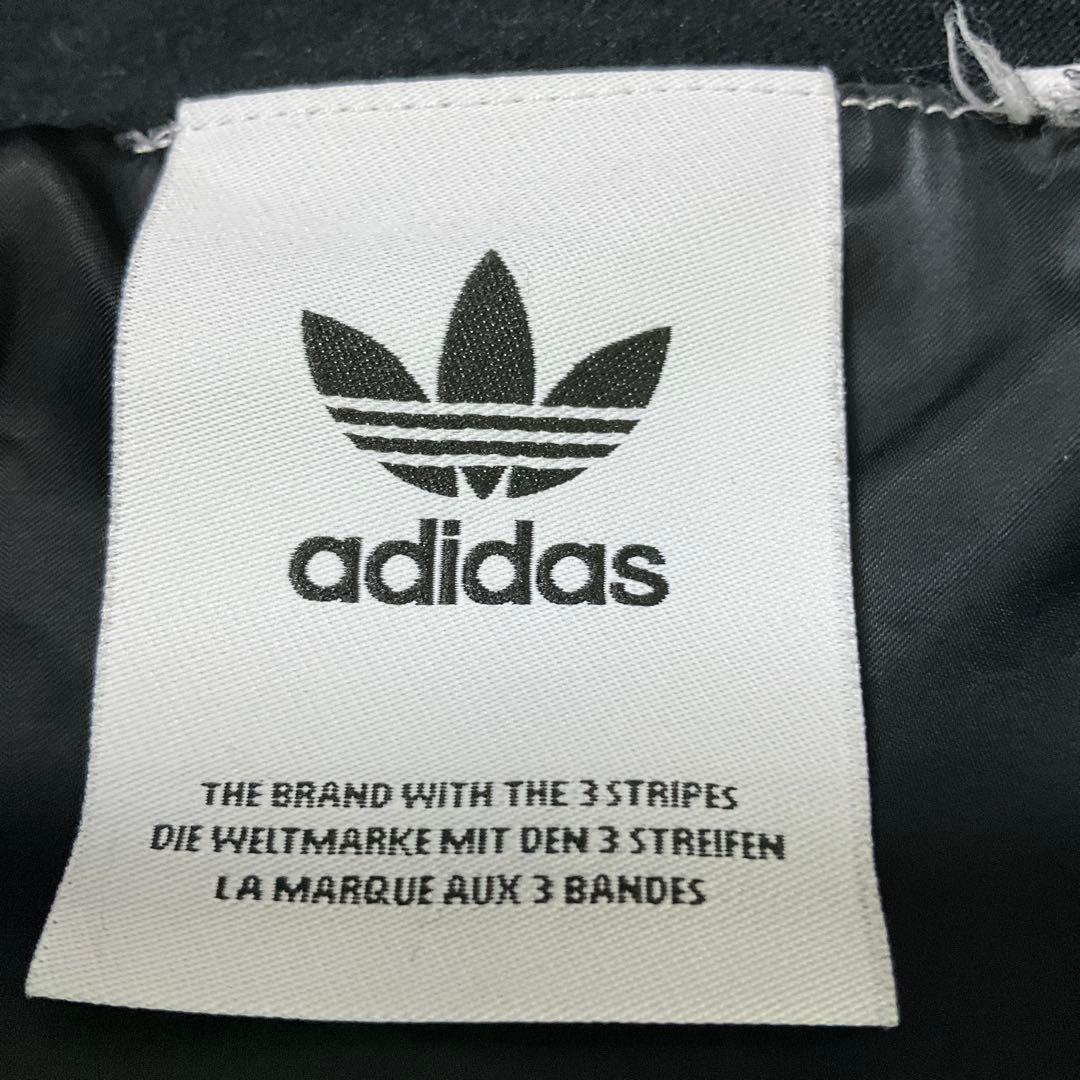 adidas
THE BRAND WITH THE 3 STRIPES
DIE WELTMARKE MIT DEN 3 STREIFEN
LA MARQUE AUX 3 BANDES